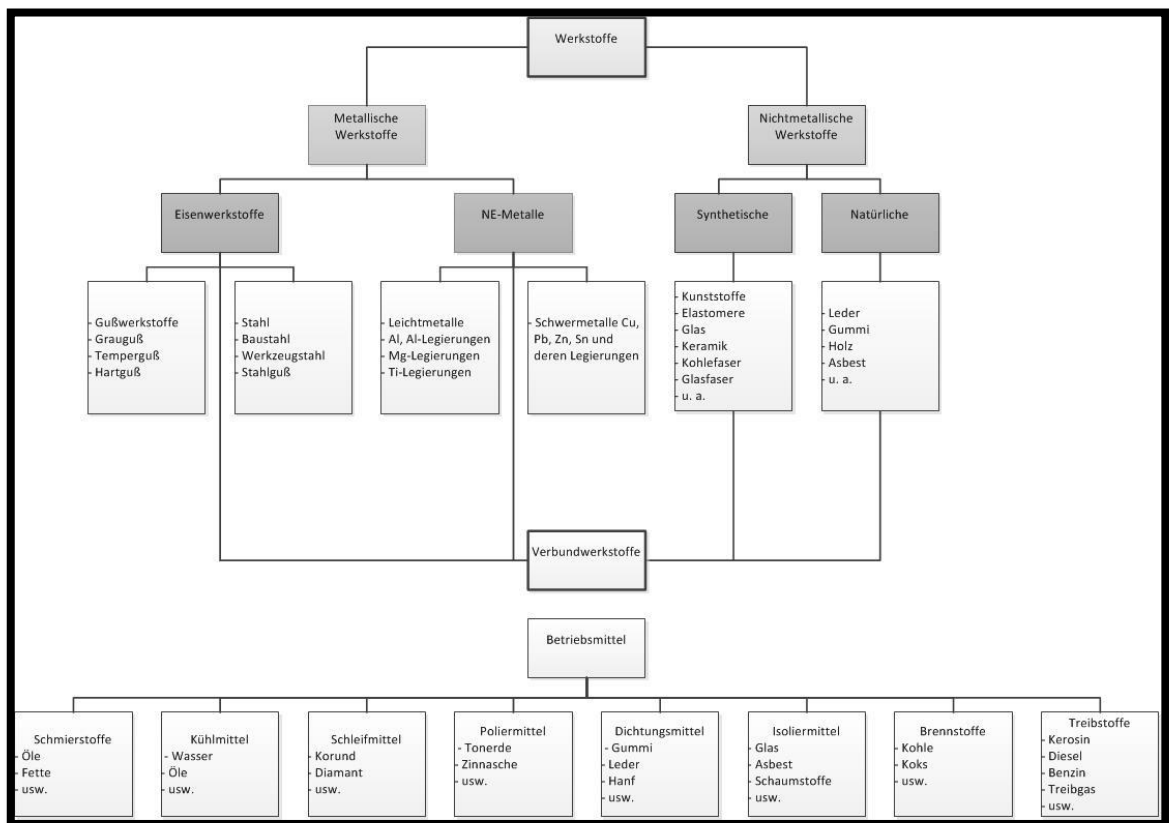 Werkstoffe
Metallische
Werkstoffe
Nichtmetallische
Werkstoffe
Eisenwerkstoffe
NE-Metalle
Synthetische
Natürliche
- Gußwerkstoffe
- Grauguß
- Temperguß
- Hartguß
- Stahl
- Baustahl
- Werkzeugstahl
- Stahlguß
- Leichtmetalle
- Al, Al-Legierungen
- Mg-Legierungen
- Ti-Legierungen
- Schwermetalle Cu,
Pb, Zn, Sn und
deren Legierungen
- Kunststoffe
- Elastomere
- Glas
- Keramik
- Kohlefaser
- Glasfaser
- u. a.
- Leder
- Gummi
- Holz
- Asbest
- u. a.
Verbundwerkstoffe
Betriebsmittel
Schmierstoffe
- Öle
- Fette
- usw.
Kühlmittel
- Wasser
- Öle
- usw.
Schleifmittel
- Korund
- Diamant
- usw.
Poliermittel
- Tonerde
- Zinnasche
- usw.
Dichtungsmittel
- Gummi
- Leder
- Hanf
- usw.
Isoliermittel
- Glas
- Asbest
- Schaumstoffe
- usw.
Brennstoffe
- Kohle
- Koks
- usw.
Treibstoffe
- Kerosin
- Diesel
- Benzin
- Treibgas
- usw.